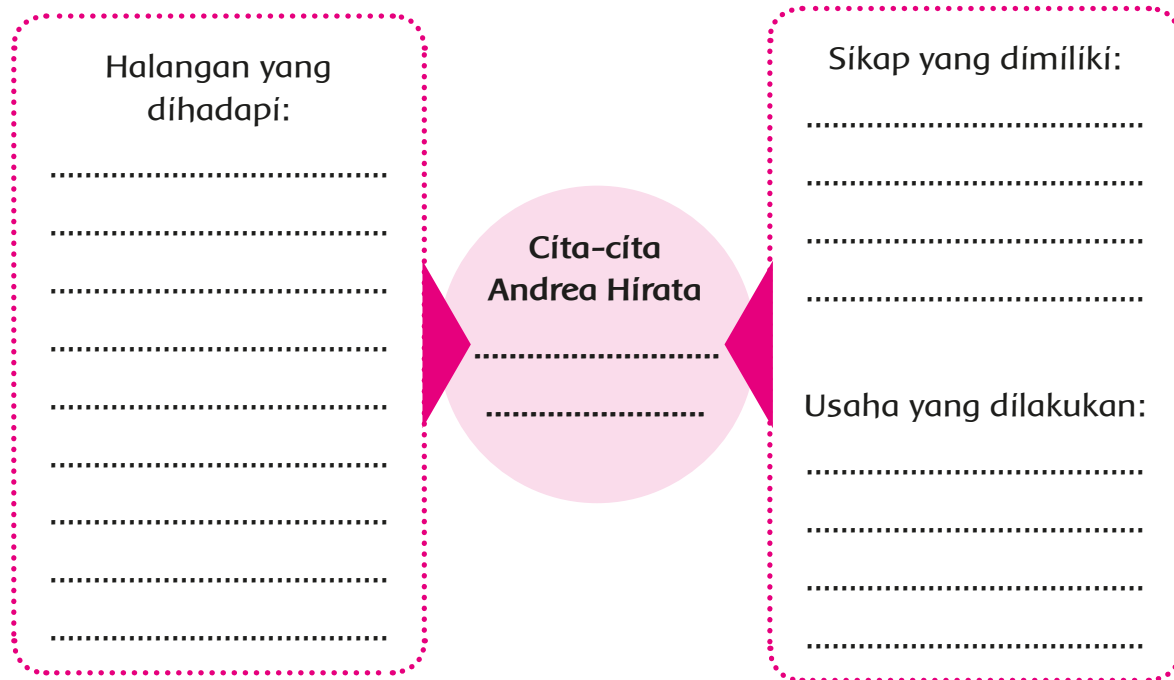 Halangan yang
dihadapi:
Cita-cita
Andrea Hirata
Sikap yang dimiliki:
Usaha yang dilakukan: